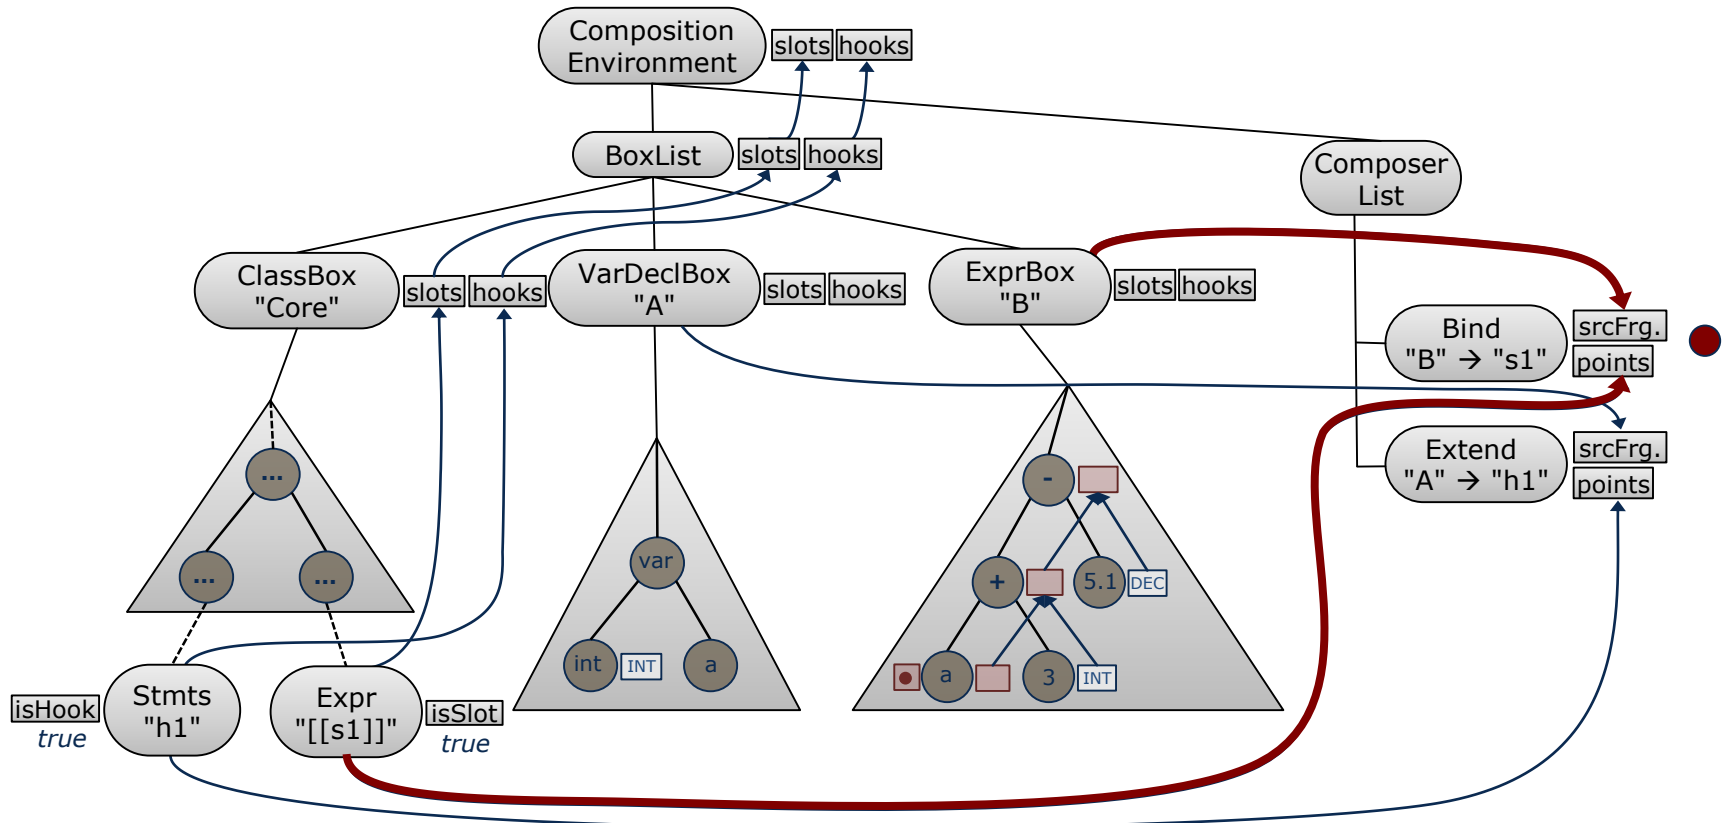 Composition
Environment
slots
hooks
BoxList
slots
hooks
Composer
List
ClassBox
"Core"
slots
hooks
VarDeclBox
"A"
slots
hooks
ExprBox
"B"
slots
hooks
Bind
"B" → "s1"
srcFrg.
points
Extend
"A" → "h1"
srcFrg.
points
...
...
...
var
int
INT
a
-
+
5.1
DEC
a
3
INT
isHook
true
Stmts
"h1"
Expr
"[[s1]]"
isSlot
true